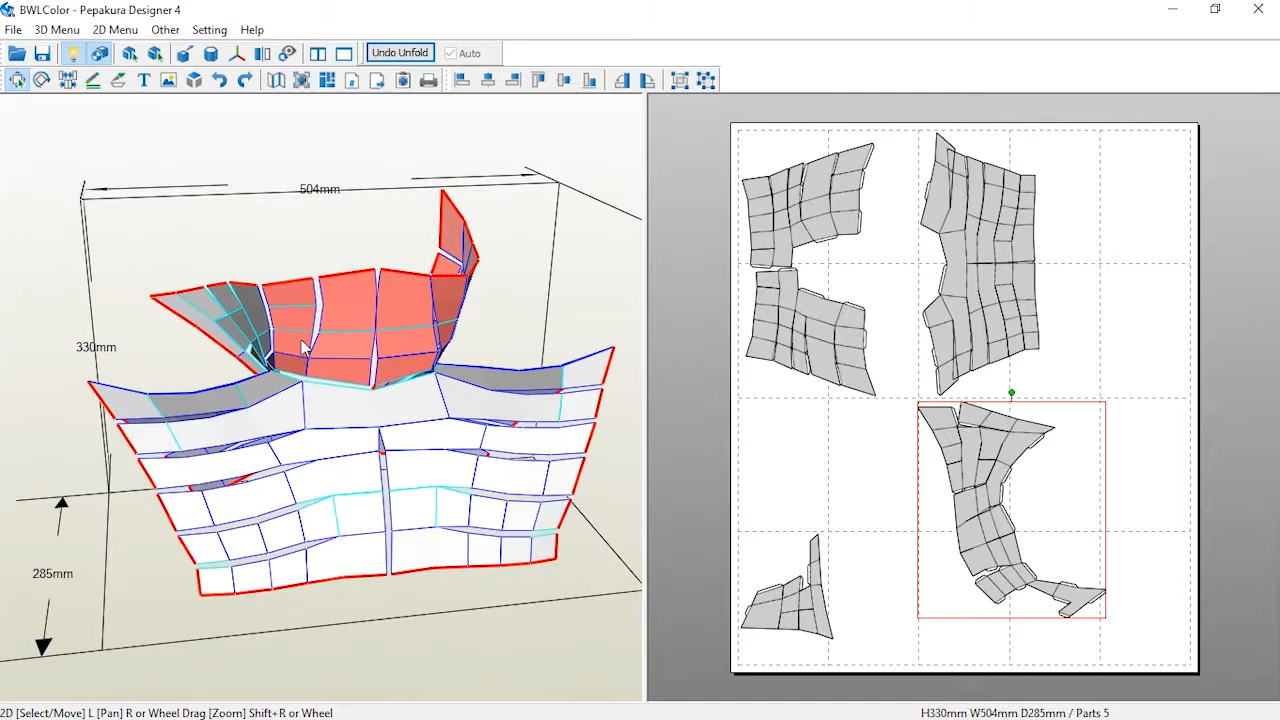 BWLColor - Pepakura Designer 4
File 3D Menu 2D Menu Other Setting Help
Undo Unfold Auto
T
504mm
330mm
285mm
2D [Select/Move] L [Pan] R or Wheel Drag [Zoom] Shift+R or Wheel H330mm W504mm D285mm / Parts 5